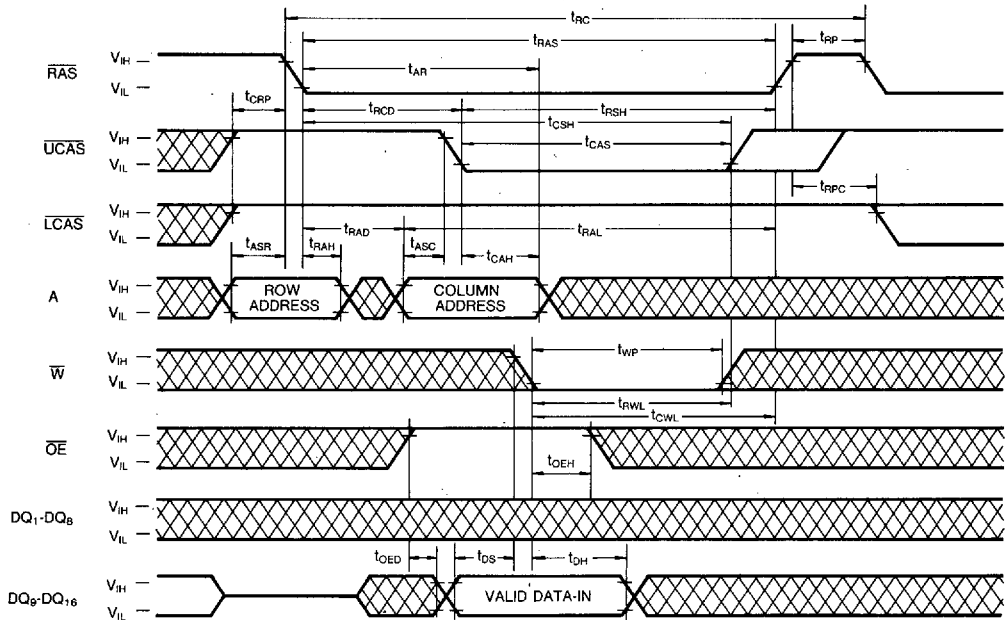 tRC
tRAS tRP
VIH
RAS tAR
VIL
tCRP tRCD tRSH
tCSH
VIH
UCAS tCAS
VIL
tRPC
VIH
LCAS
VIL tRAD tRAL
tASR tRAH tASC tCAH
VIH
A ROW ADDRESS COLUMN ADDRESS
VIL
VIH
W tWP
VIL
tRWL
tCWL
VIH
OE
VIL tOEH
VIH
DQ1-DQ8
VIL
tOED tDS tDH
VIH
DQ9-DQ16 VALID DATA-IN
VIL